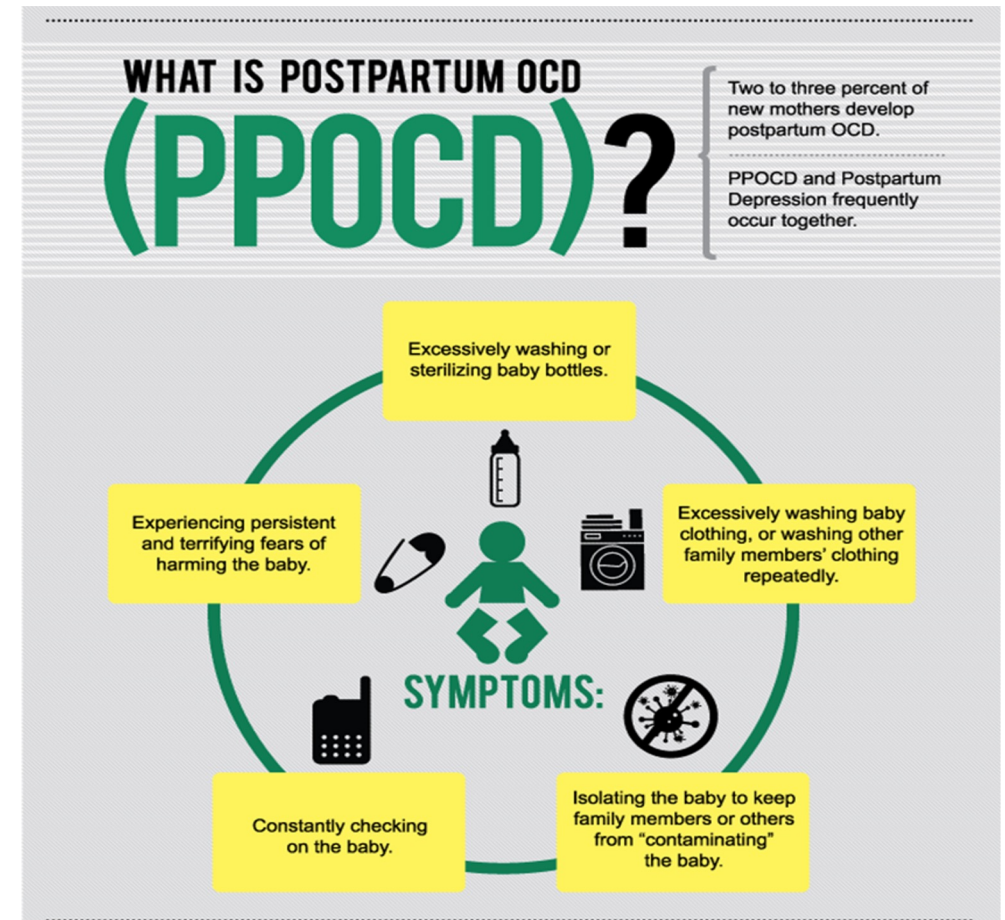 WHAT IS POSTPARTUM OCD
(PPOCD)?
Two to three percent of
new mothers develop
postpartum OCD.
PPOCD and Postpartum
Depression frequently
occur together.
Excessively washing or
sterilizing baby bottles.
Experiencing persistent
and terrifying fears of
harming the baby.
Excessively washing baby
clothing, or washing other
family members’ clothing
repeatedly.
SYMPTOMS:
Constantly checking
on the baby.
Isolating the baby to keep
family members or others
from “contaminating”
the baby.